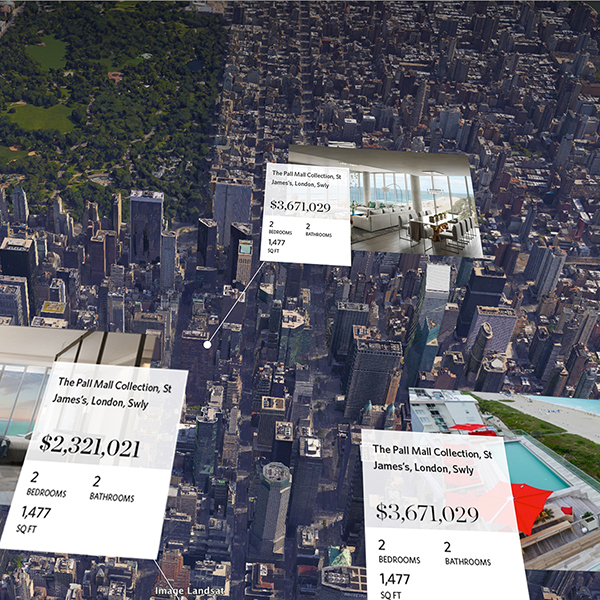 The Pall Mall Collection, St
James's, London, Swly
$3,671,029
2
2
BEDROOMS
BATHROOMS
1,477
SQ FT
The Pall Mall Collection, St
James's, London, Swly
$2,321,021
2
2
BEDROOMS
BATHROOMS
1,477
SQ FT
The Pall Mall Collection, St
James's, London, Swly
$3,671,029
2
2
BEDROOMS
BATHROOMS
1,477
SQ FT
Image Landsat